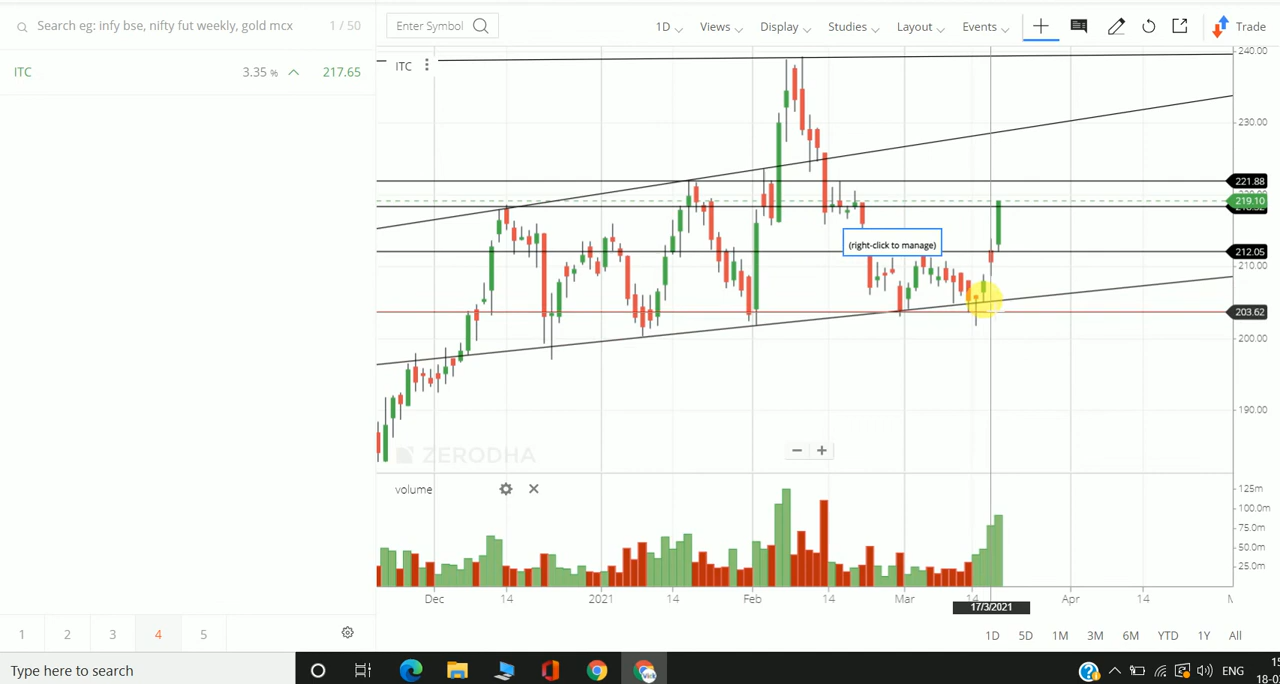 Search eg: infy bse, nifty fut weekly, gold mcx 1 / 50
Enter Symbol
1D Views Display Studies Layout Events Trade
ITC 3.35 % 217.65
ITC
240.00
230.00
221.88
219.10
212.05
210.00
203.62
200.00
190.00
(right-click to manage)
ZERODHA
volume
125m
100.0m
75.0m
50.0m
25.0m
Dec 14 2021 14 Feb 14 Mar 14 Apr 14
17/3/2021
1 2 3 4 5
1D 5D 1M 3M 6M YTD 1Y All
Type here to search
ENG